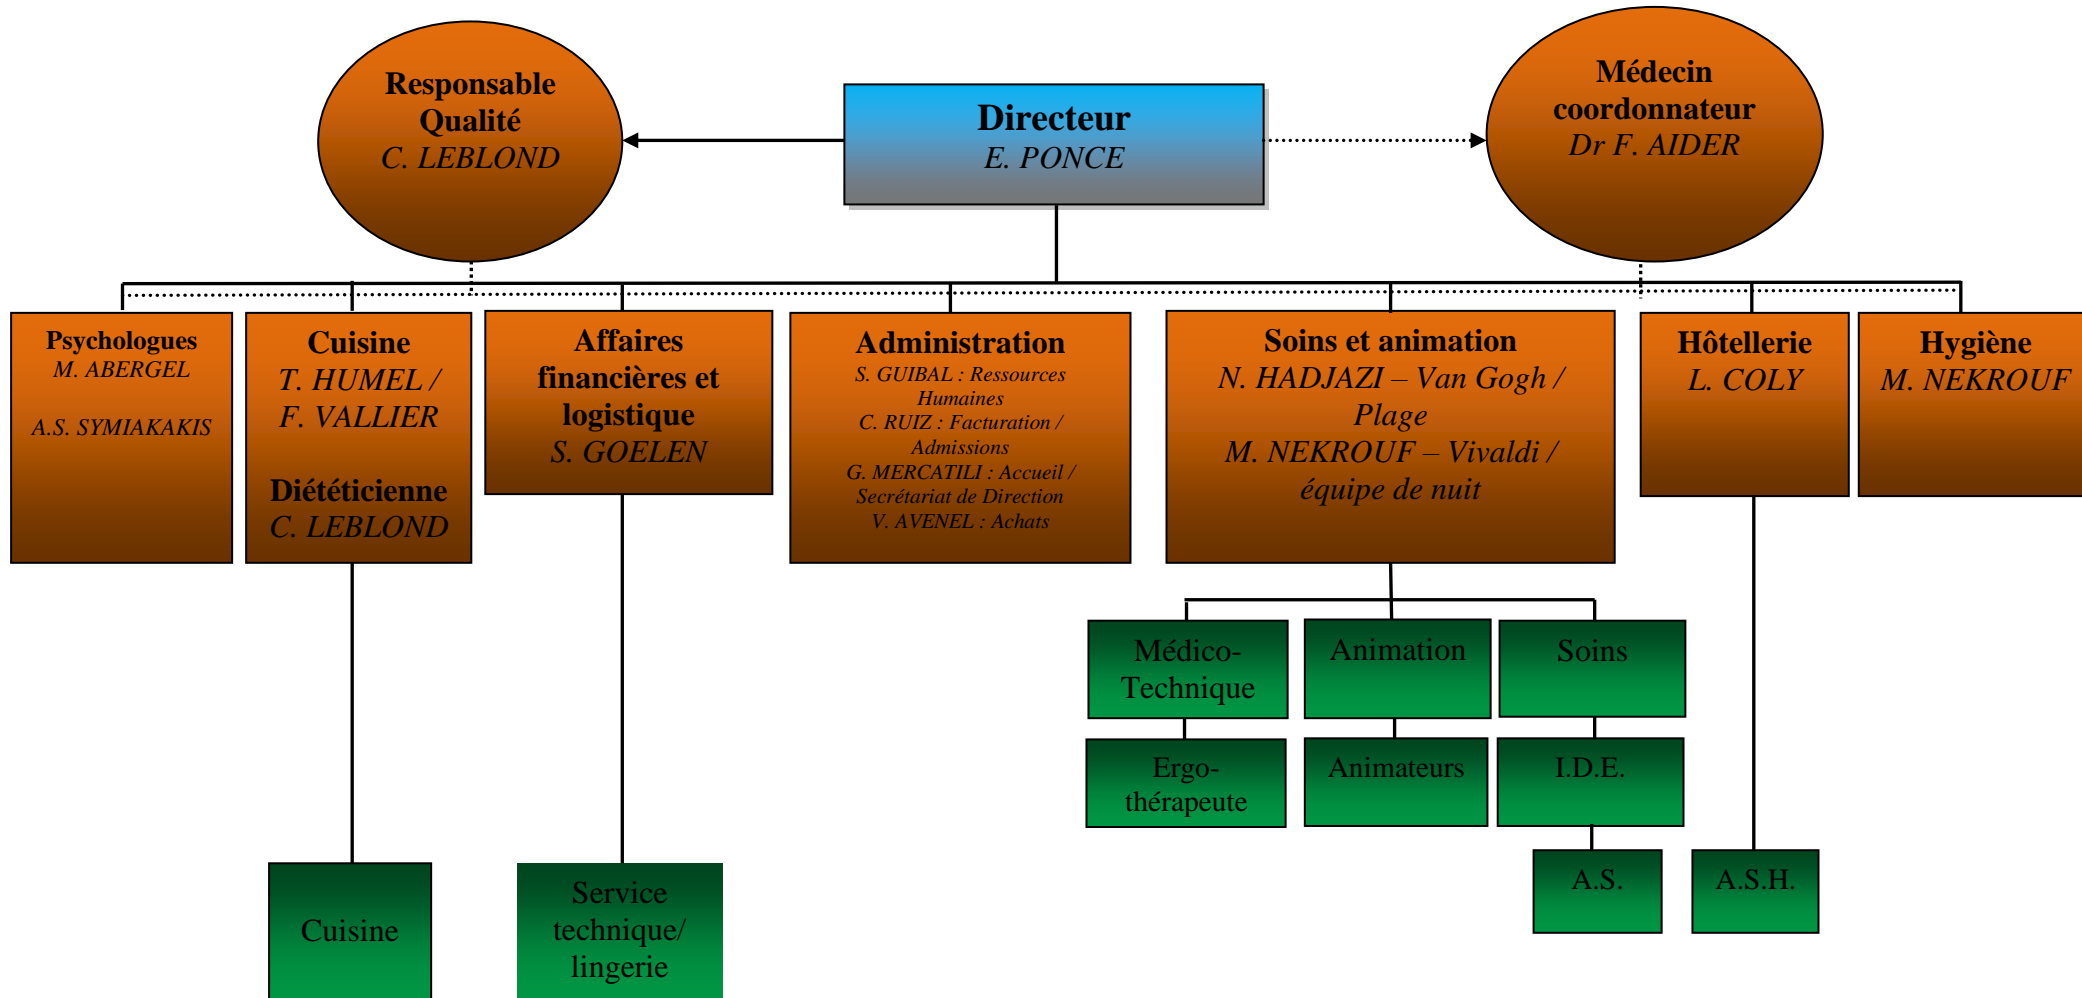 Responsable
Qualité
C. LEBLOND
Directeur
E. PONCE
Médecin
coordonnateur
Dr F. AIDER
Psychologues
M. ABERGEL
A.S. SYMIAKAKIS
Cuisine
T. HUMEL /
F. VALLIER
Diététicienne
C. LEBLOND
Affaires
financières et
logistique
S. GOELEN
Administration
S. GUIBAL : Ressources
Humaines
C. RUIZ : Facturation /
Admissions
G. MERCATILI : Accueil /
Secrétariat de Direction
V. AVENEL : Achats
Soins et animation
N. HADJAZI – Van Gogh /
Plage
M. NEKROUF – Vivaldi /
équipe de nuit
Hôtellerie
L. COLY
Hygiène
M. NEKROUF
Médico-
Technique
Animation
Soins
Ergo-
thérapeute
Animateurs
I.D.E.
A.S.
A.S.H.
Cuisine
Service
technique/
lingerie